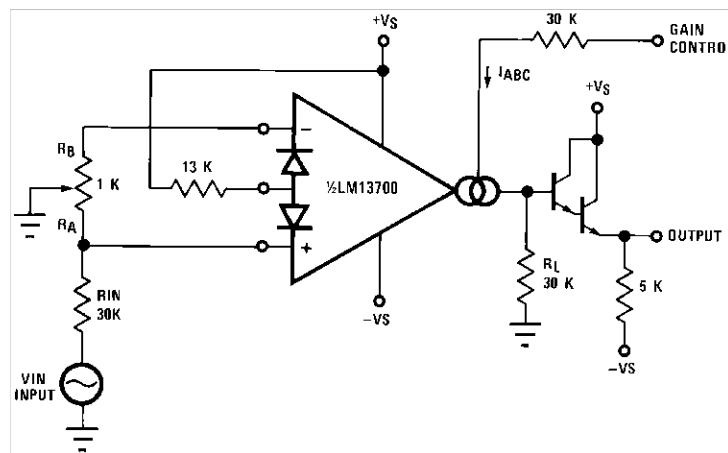 30 K
GAIN
CONTRO
+VS
IABC
+VS
RB
1 K
13 K
−
½LM13700
RA
+
OUTPUT
RL
30 K
5 K
RIN
30K
−VS
−VS
VIN
INPUT